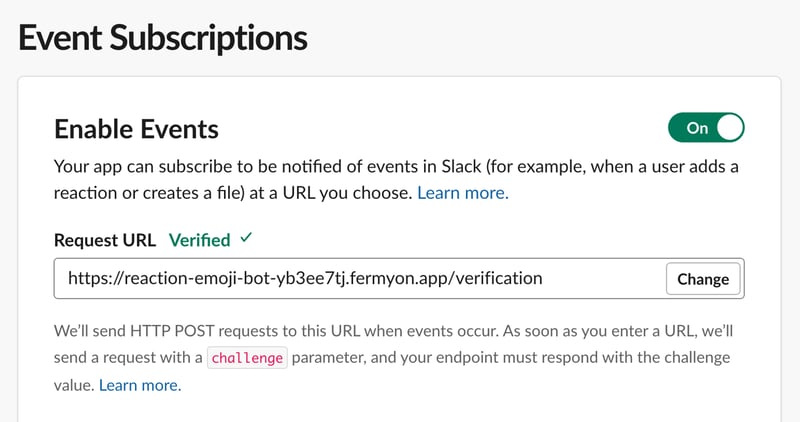 Event Subscriptions
Enable Events
On
Your app can subscribe to be notified of events in Slack (for example, when a user adds a
reaction or creates a file) at a URL you choose. Learn more.
Request URL Verified ✓
https://reaction-emoji-bot-yb3ee7tj.fermyon.app/verification
Change
We’ll send HTTP POST requests to this URL when events occur. As soon as you enter a URL, we’ll
send a request with a challenge parameter, and your endpoint must respond with the challenge
value. Learn more.